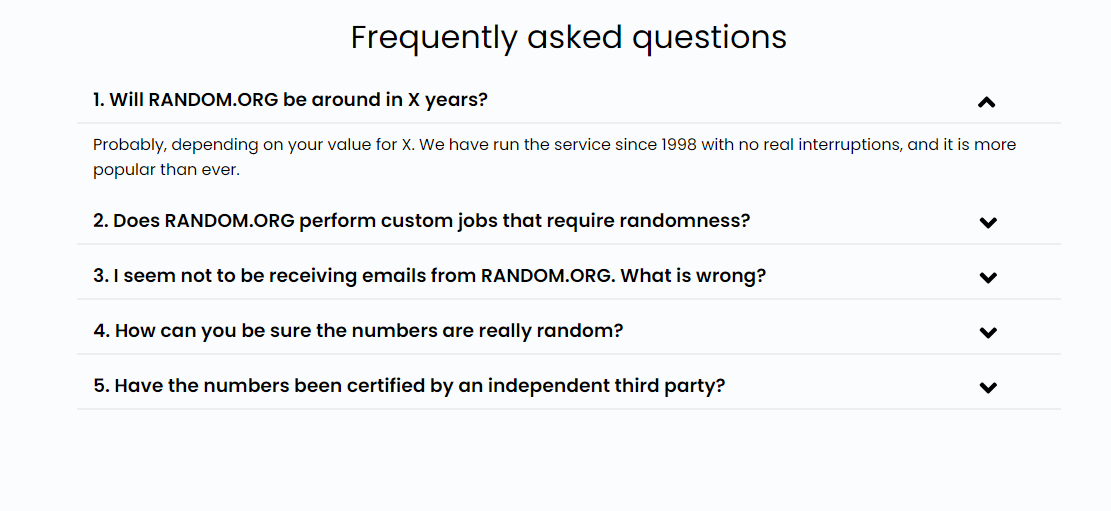 Frequently asked questions
1. Will RANDOM.ORG be around in X years?
Probably, depending on your value for X. We have run the service since 1998 with no real interruptions, and it is more
popular than ever.
2. Does RANDOM.ORG perform custom jobs that require randomness?
3. I seem not to be receiving emails from RANDOM.ORG. What is wrong?
4. How can you be sure the numbers are really random?
5. Have the numbers been certified by an independent third party?